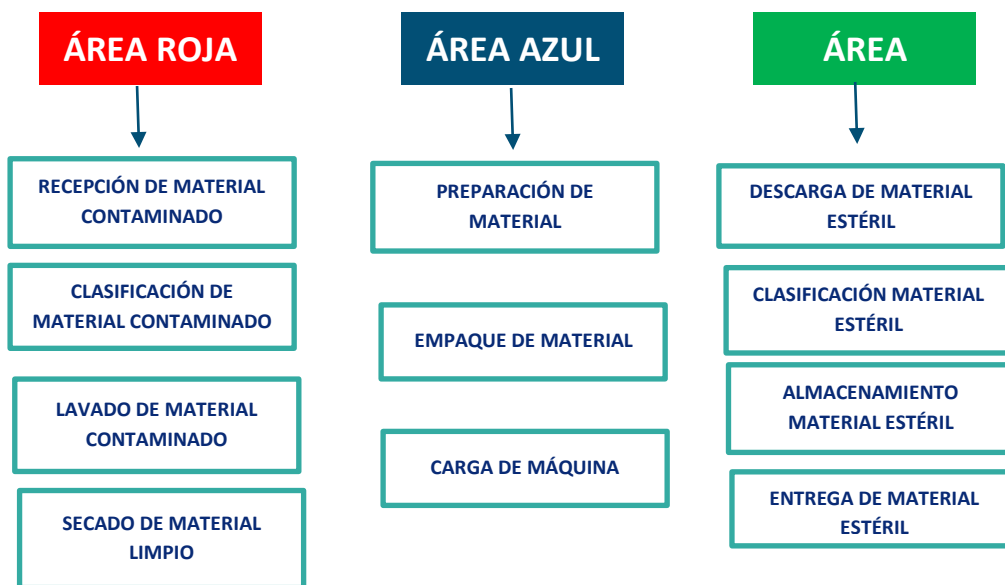 ÁREA ROJA
RECEPCIÓN DE MATERIAL
CONTAMINADO
CLASIFICACIÓN DE
MATERIAL CONTAMINADO
LAVADO DE MATERIAL
CONTAMINADO
SECADO DE MATERIAL
LIMPIO
ÁREA AZUL
PREPARACIÓN DE
MATERIAL
EMPAQUE DE MATERIAL
CARGA DE MÁQUINA
ÁREA
DESCARGA DE MATERIAL
ESTÉRIL
CLASIFICACIÓN MATERIAL
ESTÉRIL
ALMACENAMIENTO
MATERIAL ESTÉRIL
ENTREGA DE MATERIAL
ESTÉRIL